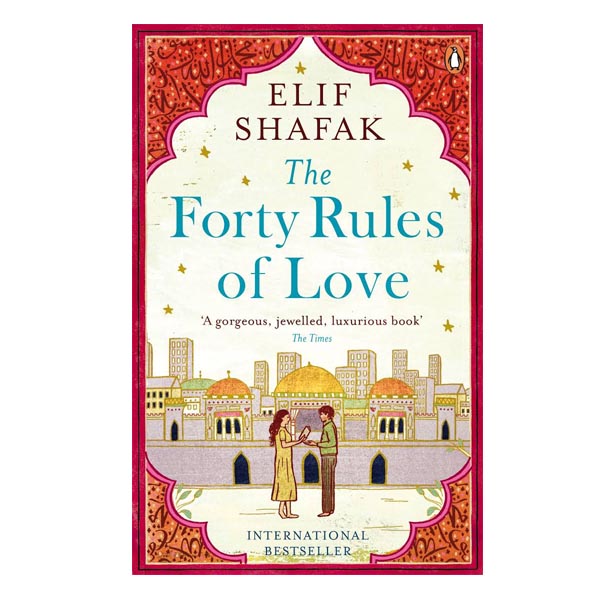 ELIF
SHAFAK
The
Forty Rules
of Love
‘A gorgeous, jewelled, luxurious book’
The Times
INTERNATIONAL
BESTSELLER